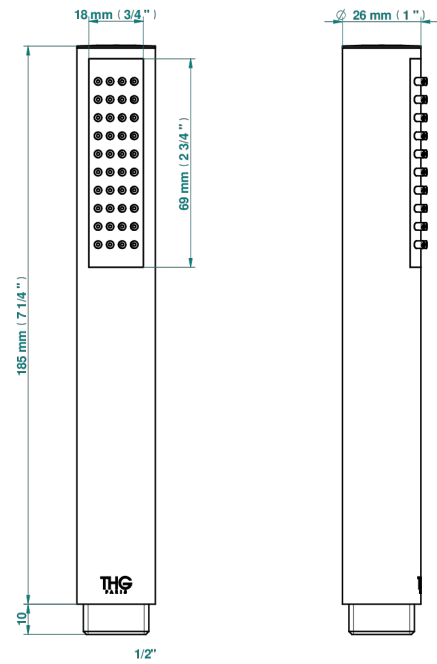 18 mm ( 3/4" )
Ø 26 mm ( 1" )
69 mm ( 2 3/4" )
185 mm ( 7 1/4" )
THG
PARIS
10
1/2"